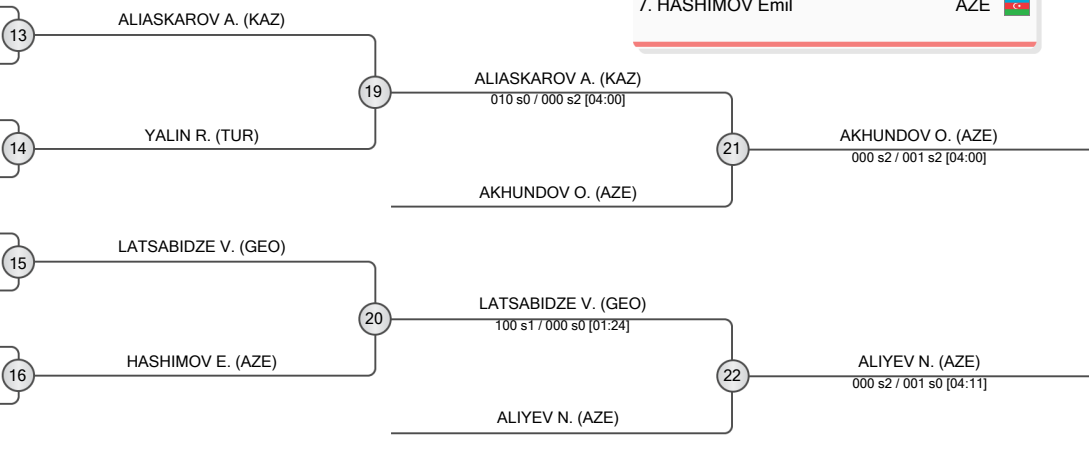 7. HASHIMOV Emil AZE
ALIASKAROV A. (KAZ)
13
ALIASKAROV A. (KAZ)
19
010 s0 / 000 s2 [04:00]
YALIN R. (TUR)
14
AKHUNDOV O. (AZE)
21
000 s2 / 001 s2 [04:00]
AKHUNDOV O. (AZE)
LATSABIDZE V. (GEO)
15
LATSABIDZE V. (GEO)
20
100 s1 / 000 s0 [01:24]
HASHIMOV E. (AZE)
16
ALIYEV N. (AZE)
22
000 s2 / 001 s0 [04:11]
ALIYEV N. (AZE)